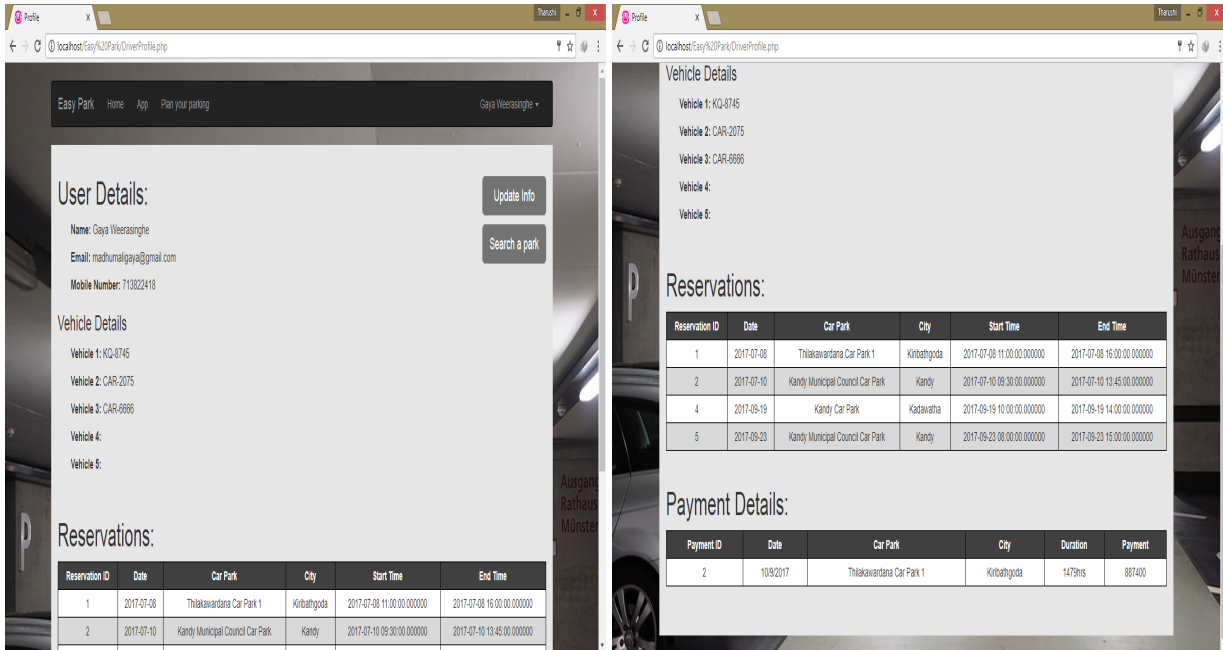 Profile x
Tharushi
localhost/Easy%20Park/DriverProfile.php
Easy Park Home App Plan your parking Gaya Weerasinghe
User Details:
Update Info
Search a park
Name: Gaya Weerasinghe
Email: madhumaligaya@gmail.com
Mobile Number: 713822418
Vehicle Details
Vehicle 1: KQ-8745
Vehicle 2: CAR-2075
Vehicle 3: CAR-6666
Vehicle 4:
Vehicle 5:
Ausgang
Rathaus
Münster
P
Reservations:
Reservation ID Date Car Park City Start Time End Time
1 2017-07-08 Thilakawardana Car Park 1 Kiribathgoda 2017-07-08 11:00:00.000000 2017-07-08 16:00:00.000000
2 2017-07-10 Kandy Municipal Council Car Park Kandy 2017-07-10 09:30:00.000000 2017-07-10 13:45:00.000000
Profile x
Tharushi
localhost/Easy%20Park/DriverProfile.php
Vehicle Details
Vehicle 1: KQ-8745
Vehicle 2: CAR-2075
Vehicle 3: CAR-6666
Vehicle 4:
Vehicle 5:
Ausgang
Rathaus
Münster
P
Reservations:
Reservation ID Date Car Park City Start Time End Time
1 2017-07-08 Thilakawardana Car Park 1 Kiribathgoda 2017-07-08 11:00:00.000000 2017-07-08 16:00:00.000000
2 2017-07-10 Kandy Municipal Council Car Park Kandy 2017-07-10 09:30:00.000000 2017-07-10 13:45:00.000000
4 2017-09-19 Kandy Car Park Kadawatha 2017-09-19 10:00:00.000000 2017-09-19 14:00:00.000000
5 2017-09-23 Kandy Municipal Council Car Park Kandy 2017-09-23 08:00:00.000000 2017-09-23 15:00:00.000000
Payment Details:
Payment ID Date Car Park City Duration Payment
2 10/9/2017 Thilakawardana Car Park 1 Kiribathgoda 1479hrs 887400